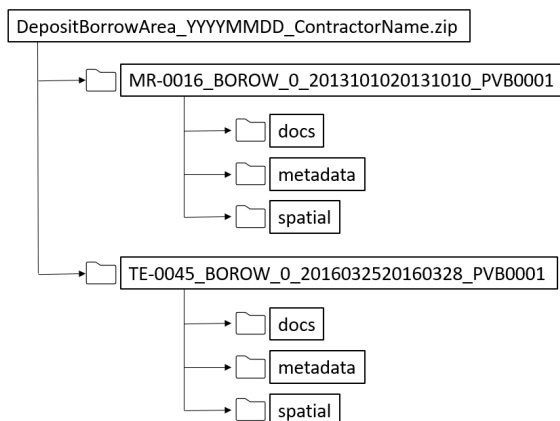 DepositBorrowArea_YYYYMMDD_ContractorName.zip
MR-0016_BOROW_0_2013101020131010_PVB0001
docs
metadata
spatial
TE-0045_BOROW_0_2016032520160328_PVB0001
docs
metadata
spatial